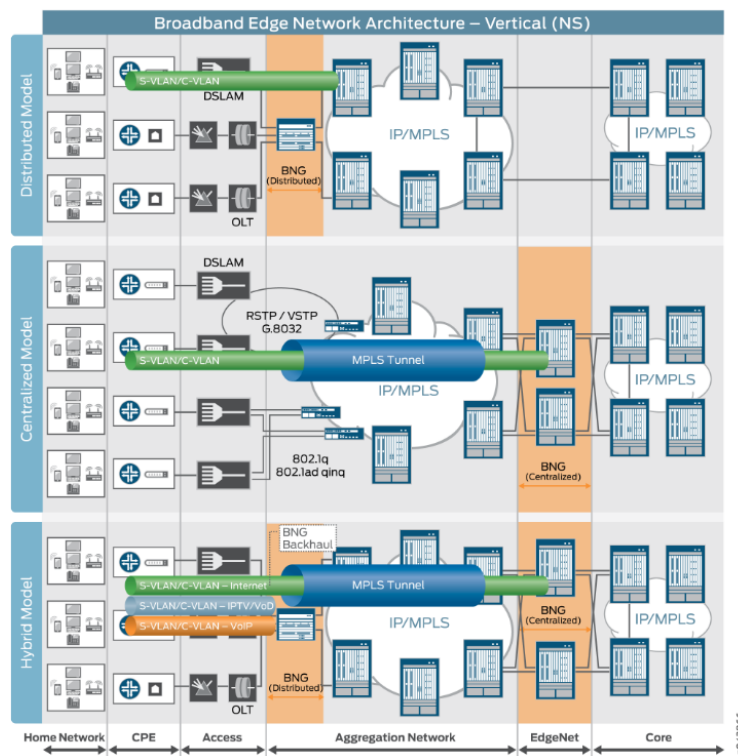 Broadband Edge Network Architecture – Vertical (NS)
Distributed Model
S-VLAN/C-VLAN
DSLAM
IP/MPLS
IP/MPLS
BNG
(Distributed)
OLT
Centralized Model
DSLAM
RSTP / VSTP
G.8032
S-VLAN/C-VLAN
MPLS Tunnel
IP/MPLS
IP/MPLS
802.1q
802.1ad qinq
BNG
(Centralized)
Hybrid Model
BNG
Backhaul
S-VLAN/C-VLAN – Internet
MPLS Tunnel
S-VLAN/C-VLAN – IPTV/VoD
S-VLAN/C-VLAN – VoIP
IP/MPLS
BNG
(Centralized)
IP/MPLS
BNG
(Distributed)
OLT
Home Network
CPE
Access
Aggregation Network
EdgeNet
Core